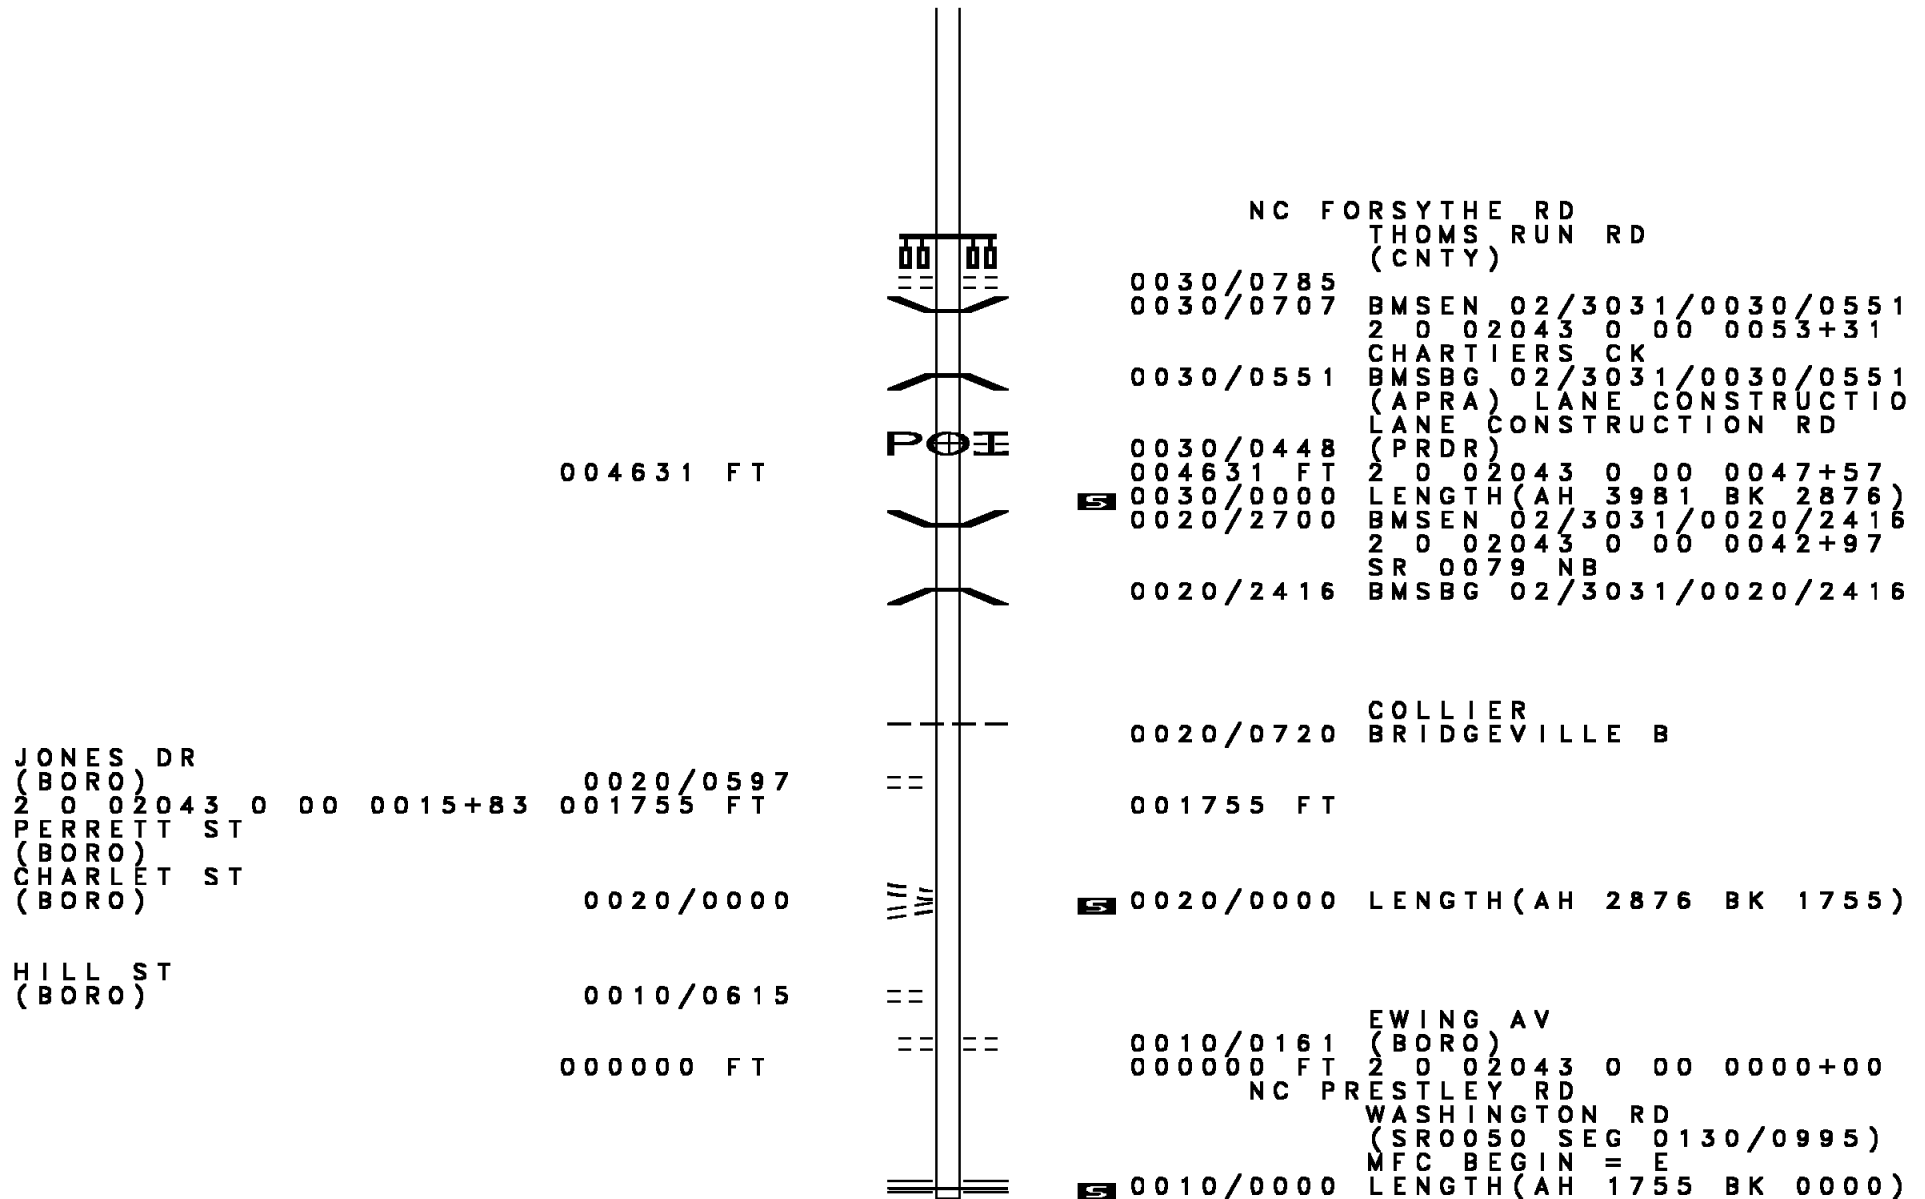 NC FORSYTHE RD
THOMS RUN RD
(CNTY)
0030/0785
0030/0707 BMSEN 02/3031/0030/0551
2 0 02043 0 00 0053+31
CHARTIERS CK
0030/0551 BMSBG 02/3031/0030/0551
(APRA) LANE CONSTRUCTIO
LANE CONSTRUCTION RD
POI 0030/0448 (PRDR)
004631 FT 004631 FT 2 0 02043 0 00 0047+57
S 0030/0000 LENGTH(AH 3981 BK 2876)
0020/2700 BMSEN 02/3031/0020/2416
2 0 02043 0 00 0042+97
SR 0079 NB
0020/2416 BMSBG 02/3031/0020/2416
COLLIER
0020/0720 BRIDGEVILLE B
JONES DR
(BORO) 0020/0597
2 0 02043 0 00 0015+83 001755 FT 001755 FT
PERRETT ST
(BORO)
CHARLET ST
(BORO) 0020/0000 S 0020/0000 LENGTH(AH 2876 BK 1755)
HILL ST
(BORO) 0010/0615
EWING AV
0010/0161 (BORO)
000000 FT 000000 FT 2 0 02043 0 00 0000+00
NC PRESTLEY RD
WASHINGTON RD
(SR0050 SEG 0130/0995)
MFC BEGIN = E
S 0010/0000 LENGTH(AH 1755 BK 0000)